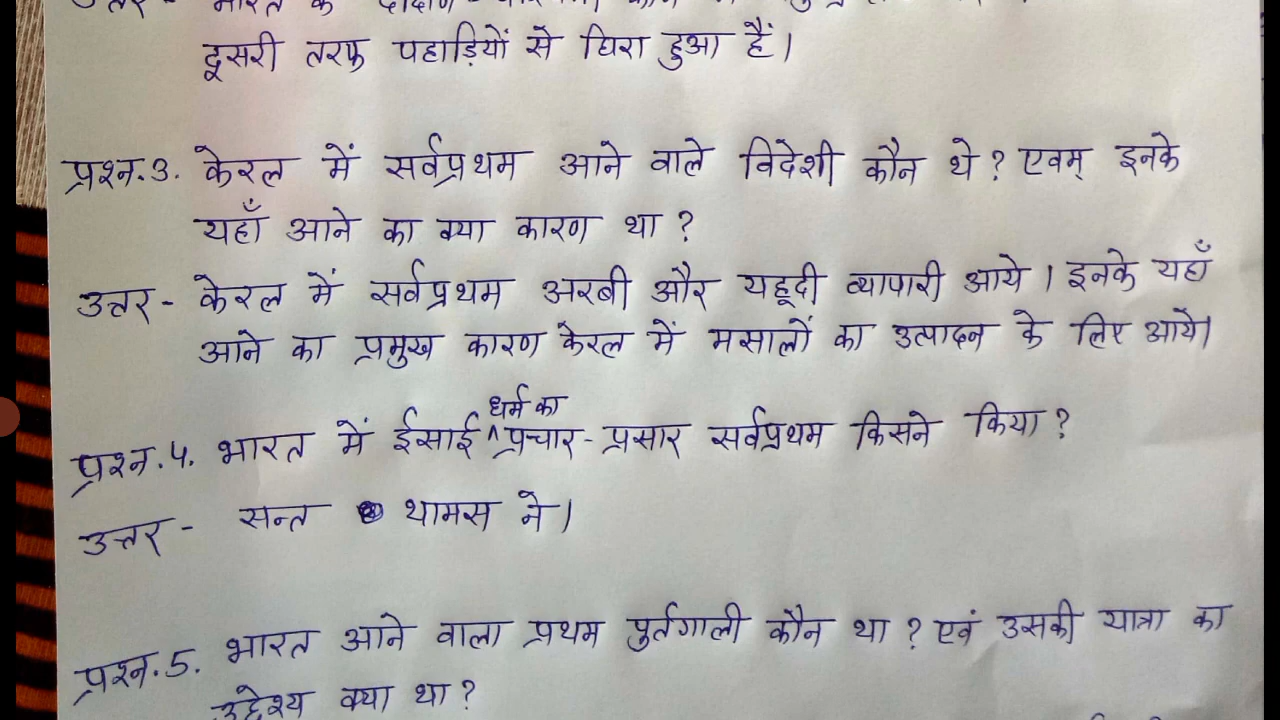 उत्तर- भारत के
दूसरी तरफ पहाड़ियों से घिरा हुआ हैं।
प्रश्न.3. केरल में सर्वप्रथम आने वाले विदेशी कौन थे? एवम् इनके
यहाँ आने का क्या कारण था?
उत्तर- केरल में सर्वप्रथम अरबी और यहूदी व्यापारी आये। इनके यहाँ
आने का प्रमुख कारण केरल में मसालों का उत्पादन के लिए आये।
प्रश्न.4. भारत में ईसाई ^धर्म का प्रचार-प्रसार सर्वप्रथम किसने किया?
उत्तर- सन्त थामस ने।
प्रश्न.5. भारत आने वाला प्रथम पुर्तगाली कौन था? एवं उसकी यात्रा का
उद्देश्य क्या था?